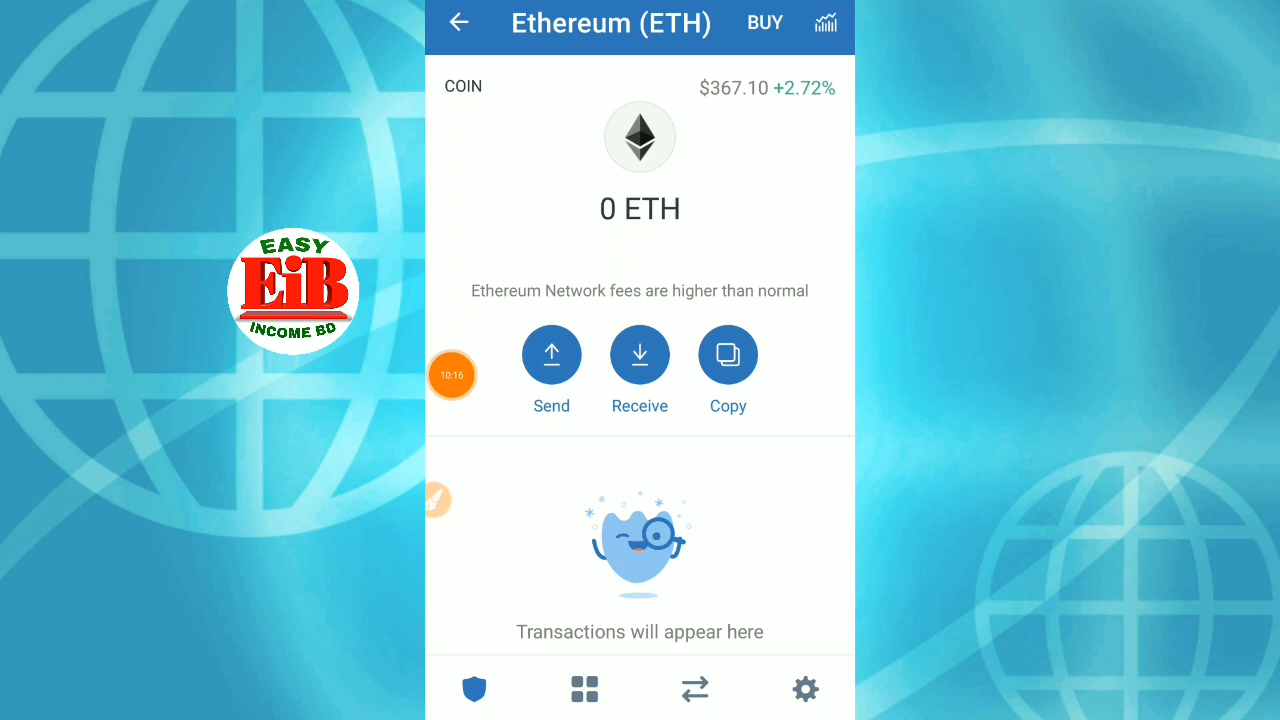 Ethereum (ETH) BUY
COIN
$367.10 +2.72%
EASY
EiB
INCOME BD
0 ETH
Ethereum Network fees are higher than normal
10:16
Send Receive Copy
Transactions will appear here